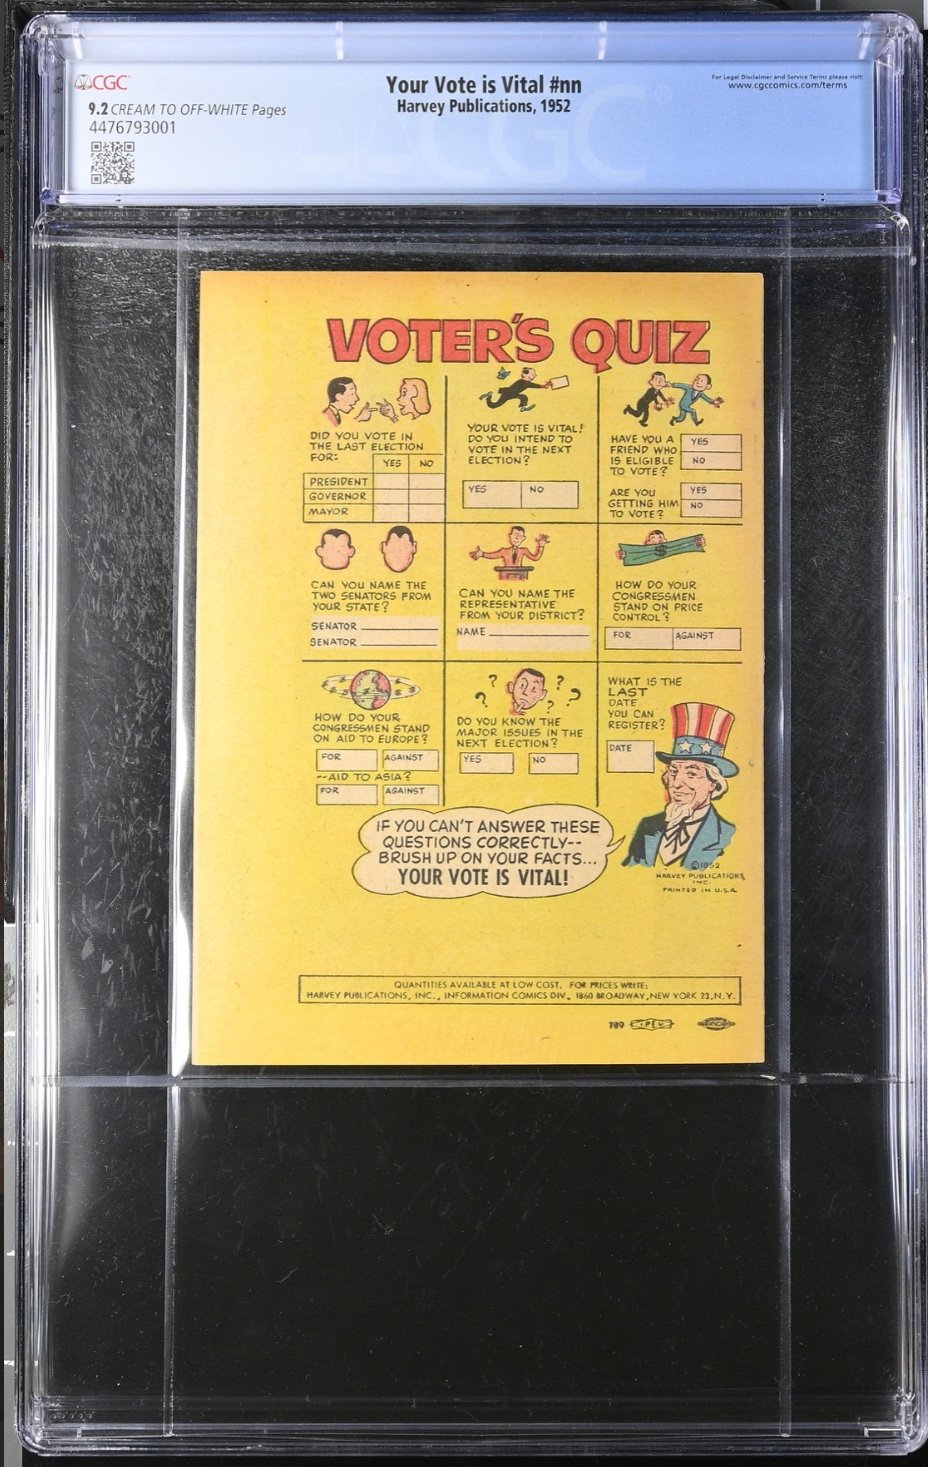 CGC
9.2 CREAM TO OFF-WHITE Pages
4476793001
Your Vote is Vital #nn
Harvey Publications, 1952
For Legal Disclaimer and Service Terms please visit:
www.cgccomics.com/terms
CGC
VOTER'S QUIZ
DID YOU VOTE IN
THE LAST ELECTION
FOR:
YES NO
PRESIDENT
GOVERNOR
MAYOR
YOUR VOTE IS VITAL!
DO YOU INTEND TO
VOTE IN THE NEXT
ELECTION?
YES NO
HAVE YOU A
FRIEND WHO
IS ELIGIBLE
TO VOTE?
YES
NO
ARE YOU
GETTING HIM
TO VOTE?
YES
NO
CAN YOU NAME THE
TWO SENATORS FROM
YOUR STATE?
SENATOR
SENATOR
CAN YOU NAME THE
REPRESENTATIVE
FROM YOUR DISTRICT?
NAME
$
HOW DO YOUR
CONGRESSMEN
STAND ON PRICE
CONTROL?
FOR AGAINST
HOW DO YOUR
CONGRESSMEN STAND
ON AID TO EUROPE?
FOR AGAINST
--AID TO ASIA?
FOR AGAINST
? ? ? ? ?
DO YOU KNOW THE
MAJOR ISSUES IN THE
NEXT ELECTION?
YES NO
WHAT IS THE
LAST
DATE
YOU CAN
REGISTER?
DATE
IF YOU CAN'T ANSWER THESE
QUESTIONS CORRECTLY--
BRUSH UP ON YOUR FACTS...
YOUR VOTE IS VITAL!
©1952
HARVEY PUBLICATIONS,
INC.
PRINTED IN U.S.A.
QUANTITIES AVAILABLE AT LOW COST. FOR PRICES WRITE:
HARVEY PUBLICATIONS, INC., INFORMATION COMICS DIV., 1860 BROADWAY, NEW YORK 23, N.Y.
789 IPEU